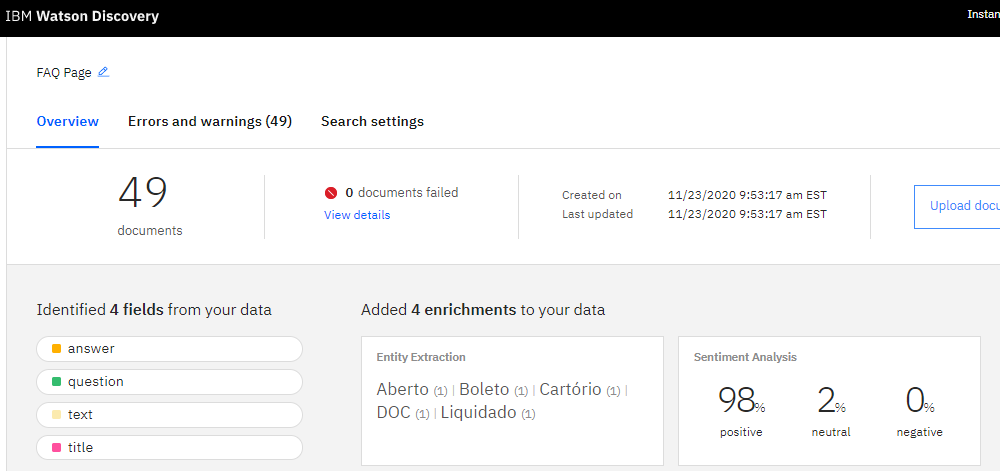 IBM Watson Discovery
FAQ Page
Overview Errors and warnings (49) Search settings
49
documents
0 documents failed
View details
Created on 11/23/2020 9:53:17 am EST
Last updated 11/23/2020 9:53:17 am EST
Upload
Identified 4 fields from your data
answer
question
text
title
Added 4 enrichments to your data
Entity Extraction
Aberto (1) | Boleto (1) | Cartório (1) |
DOC (1) | Liquidado (1)
Sentiment Analysis
98% 2% 0%
positive neutral negative